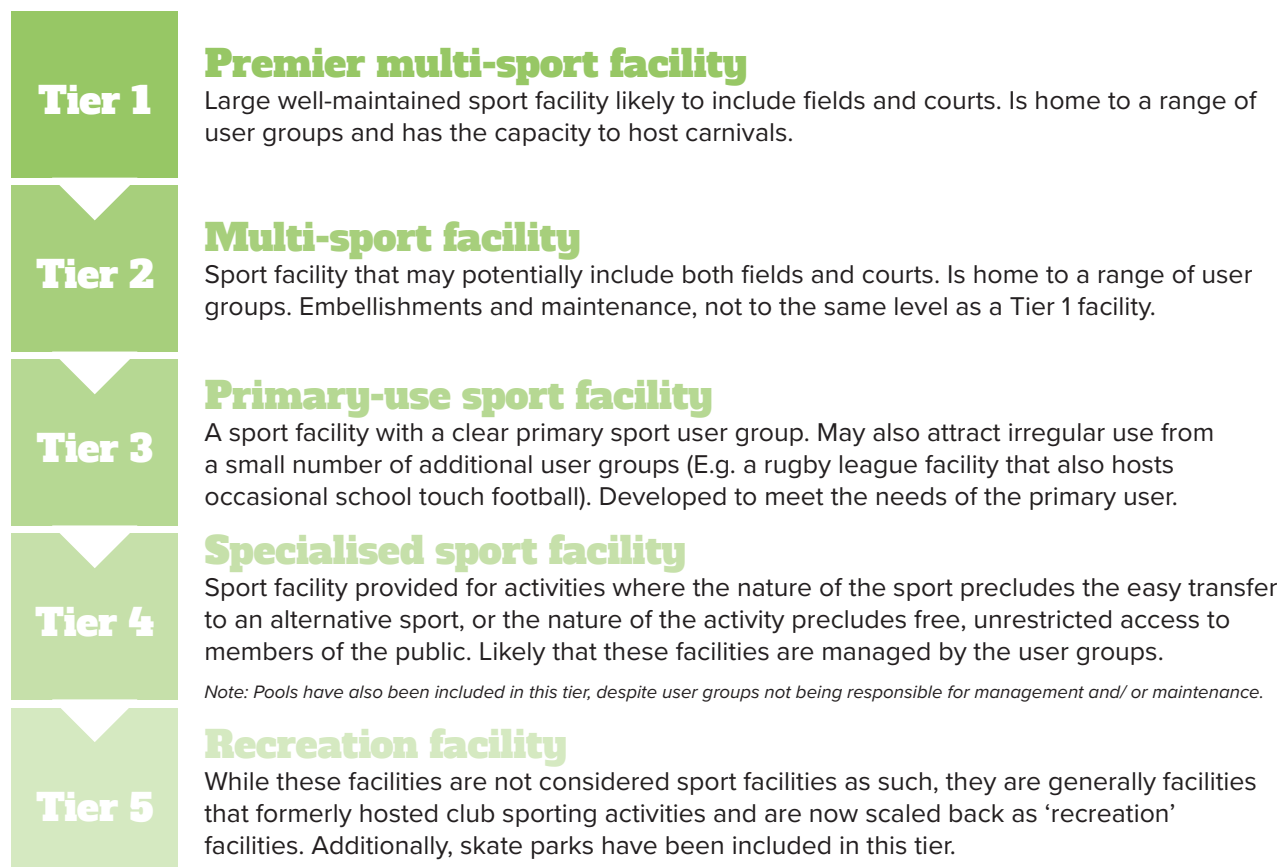 Tier 1
Premier multi-sport facility
Large well-maintained sport facility likely to include fields and courts. Is home to a range of
user groups and has the capacity to host carnivals.
Tier 2
Multi-sport facility
Sport facility that may potentially include both fields and courts. Is home to a range of user
groups. Embellishments and maintenance, not to the same level as a Tier 1 facility.
Tier 3
Primary-use sport facility
A sport facility with a clear primary sport user group. May also attract irregular use from
a small number of additional user groups (E.g. a rugby league facility that also hosts
occasional school touch football). Developed to meet the needs of the primary user.
Tier 4
Specialised sport facility
Sport facility provided for activities where the nature of the sport precludes the easy transfer
to an alternative sport, or the nature of the activity precludes free, unrestricted access to
members of the public. Likely that these facilities are managed by the user groups.
Note: Pools have also been included in this tier, despite user groups not being responsible for management and/ or maintenance.
Tier 5
Recreation facility
While these facilities are not considered sport facilities as such, they are generally facilities
that formerly hosted club sporting activities and are now scaled back as ‘recreation’
facilities. Additionally, skate parks have been included in this tier.